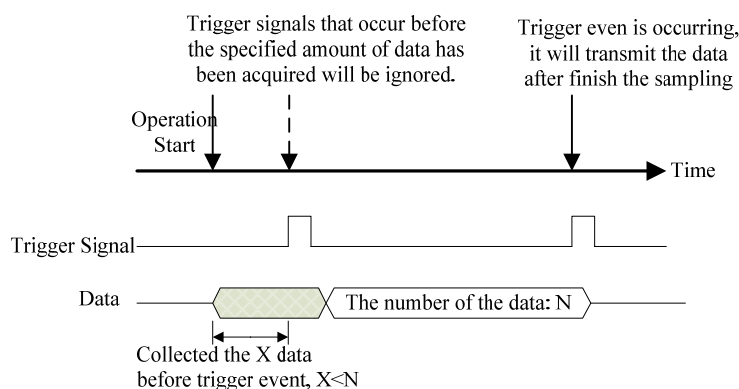 Trigger signals that occur before
the specified amount of data has
been acquired will be ignored.
Trigger even is occurring,
it will transmit the data
after finish the sampling
Operation
Start
Time
Trigger Signal
Data
The number of the data: N
Collected the X data
before trigger event, X<N